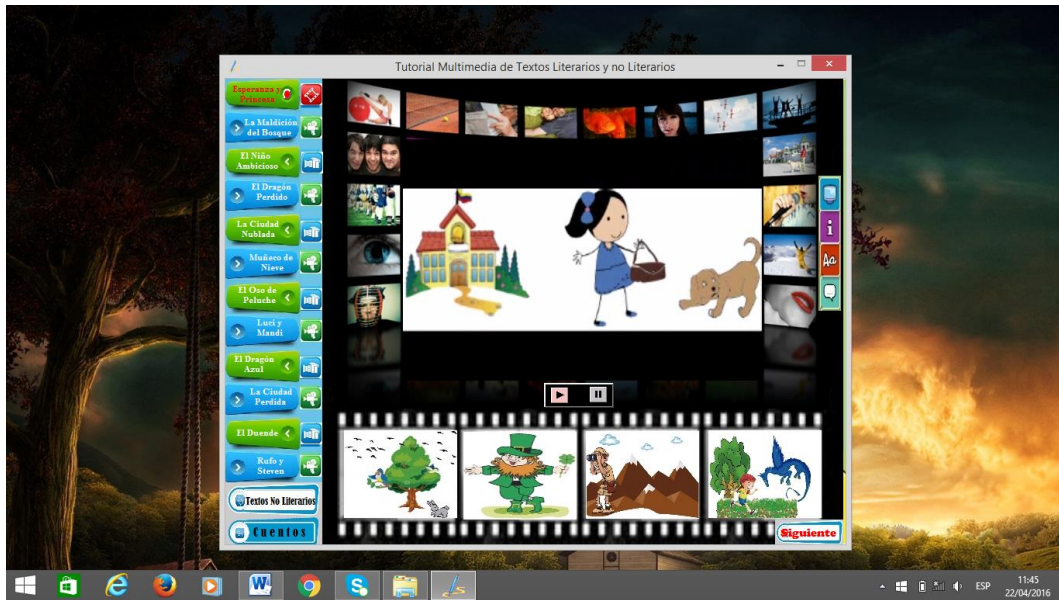 Tutorial Multimedia de Textos Literarios y no Literarios
Esperanza y
Princesa
La Maldición
del Bosque
El Niño
Ambicioso
El Dragón
Perdido
La Ciudad
Nublada
Muñeco de
Nieve
El Oso de
Peluche
Luci y
Mandi
El Dragón
Azul
La Ciudad
Perdida
El Duende
Rufo y
Steven
Textos No Literarios
Cuentos
i
Aa
Siguiente
ESP
11:45
22/04/2016